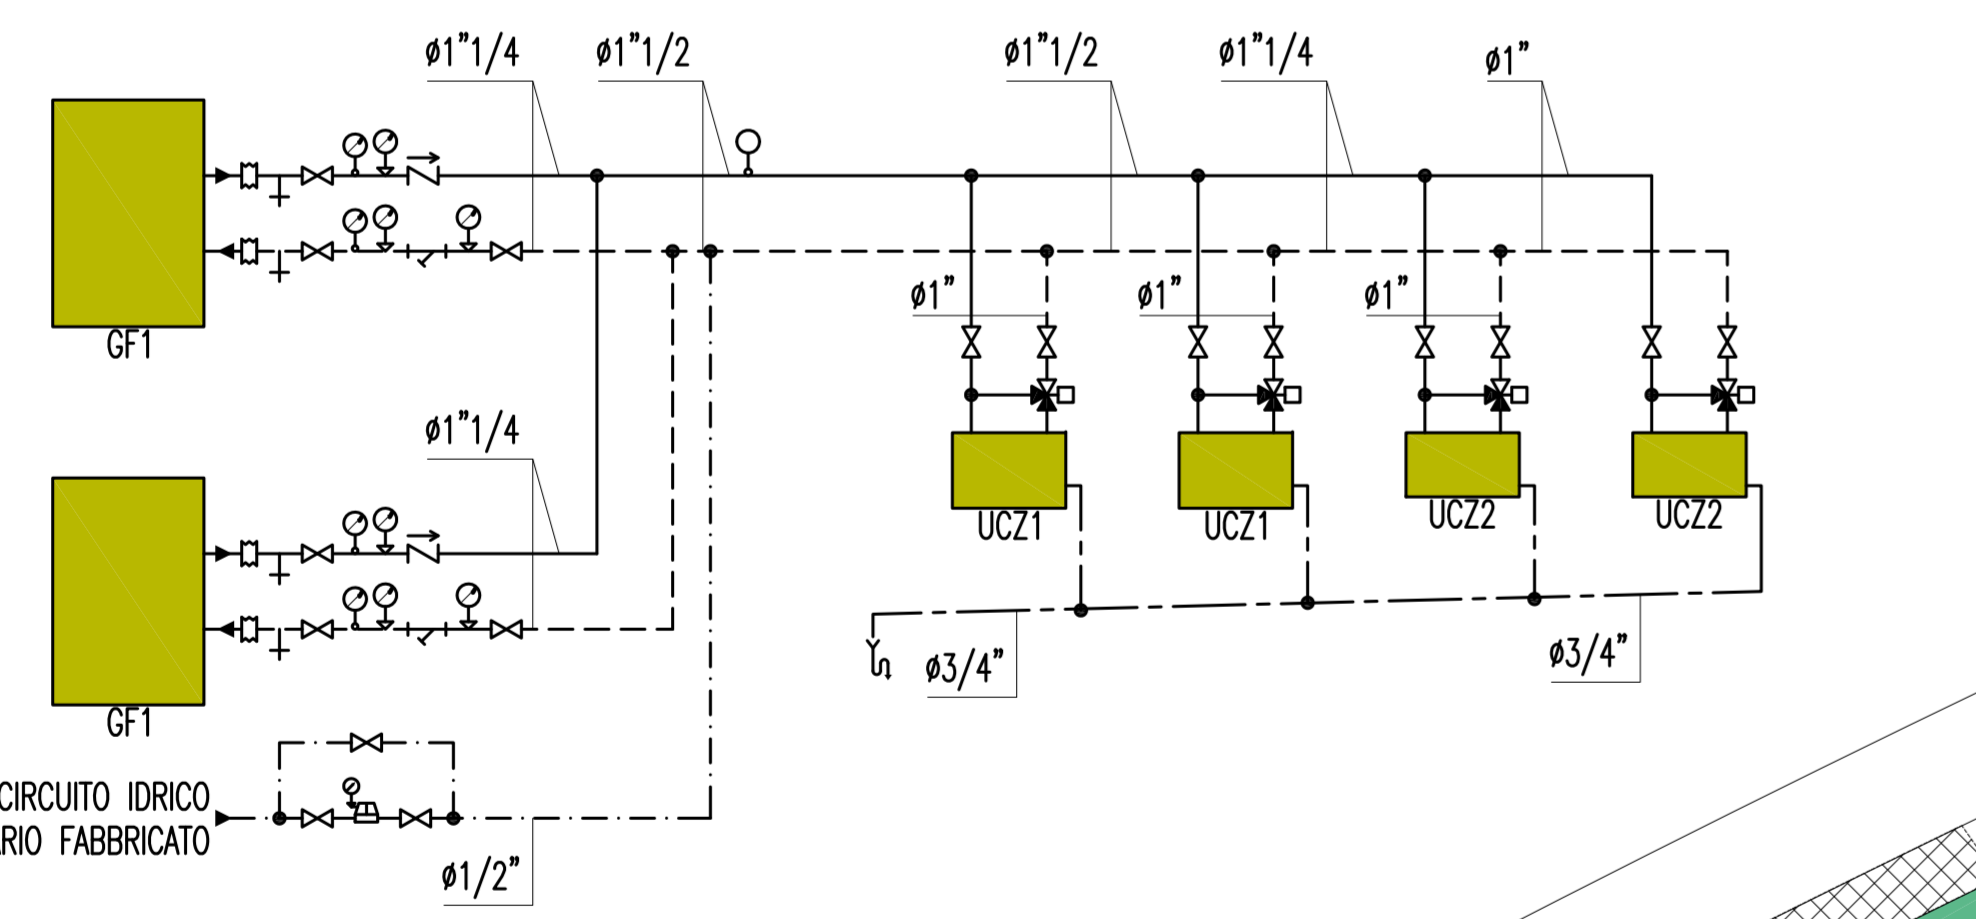 ø1”1/4
ø1”1/2
ø1”1/2
ø1”1/4
ø1”
GF1
ø1”
ø1”
ø1”
ø1”1/4
UCZ1
UCZ1
UCZ2
UCZ2
ø3/4”
ø3/4”
GF1
CIRCUITO IDRICO
FABBRICATO
ø1/2”